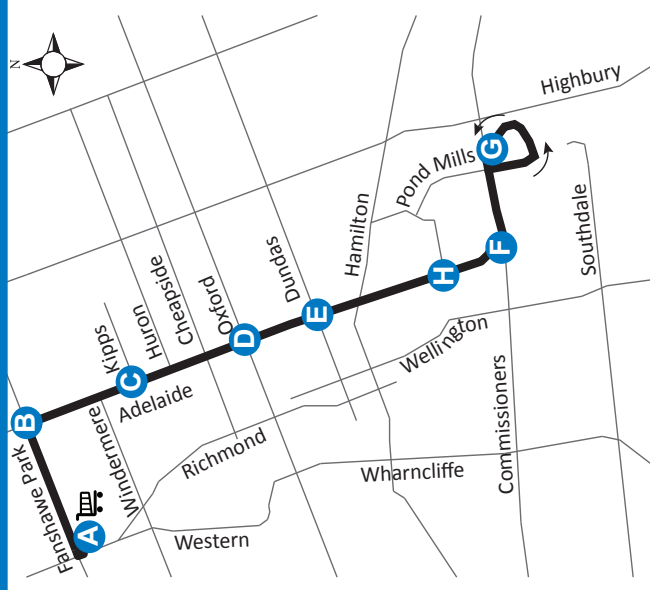 N
Highbury
G
Pond Mills
Hamilton
Southdale
F
Dundas
H
Oxford
Cheapside
E
Huron
Kipps
D
Wellington
C
Adelaide
Commissioners
B
Windermere
Richmond
Fanshawe Park
Wharncliffe
A
Western